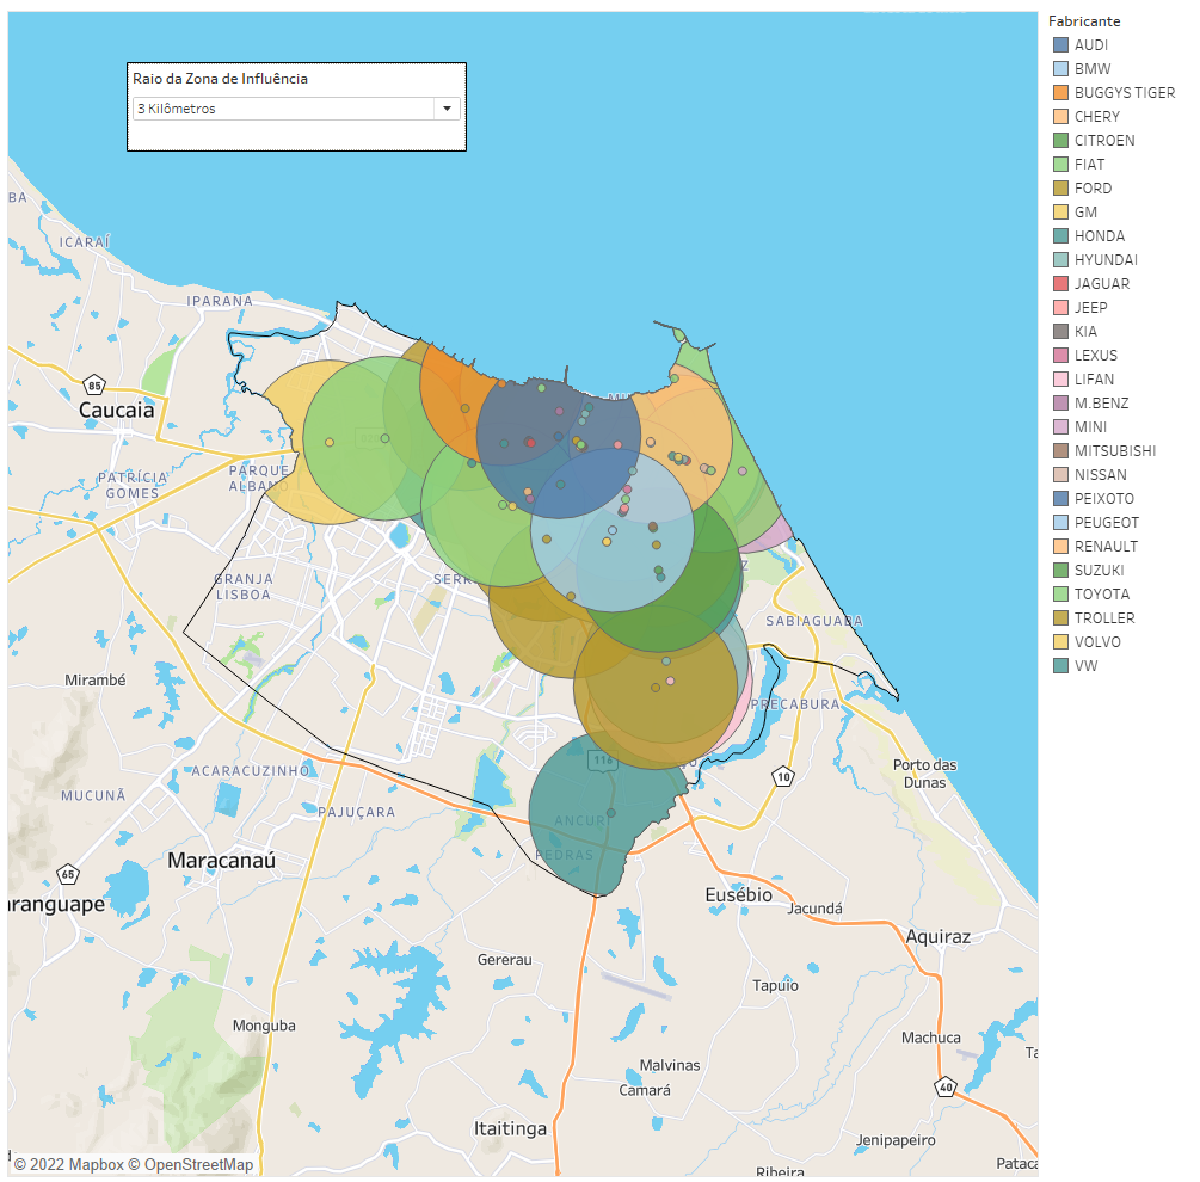 Fabricante
AUDI
BMW
BUGGYS TIGER
CHERY
CITROEN
FIAT
FORD
GM
HONDA
HYUNDAI
JAGUAR
JEEP
KIA
LEXUS
LIFAN
M.BENZ
MINI
MITSUBISHI
NISSAN
PEIXOTO
PEUGEOT
RENAULT
SUZUKI
TOYOTA
TROLLER
VOLVO
VW
Raio da Zona de Influência
3 Kilômetros
BA
ICARAÍ
IPARANA
85
Caucaia
PATRÍCIA
GOMES
PARQUE
ALBANO
GRANJA
LISBOA
SERR
Z
SABIAGUABA
Mirambé
PRECABURA
Porto das
Dunas
10
116
ACARACUZINHO
MUCUNÃ
PAJUÇARA
ANCURI
PEDRAS
Maracanaú
65
aranguape
Eusébio
Jacundá
Aquiraz
Gererau
Tapuio
Monguba
Machuca
Ta
Malvinas
Camará
40
Itaitinga
Jenipapeiro
Pataca
Ribeira
© 2022 Mapbox © OpenStreetMap